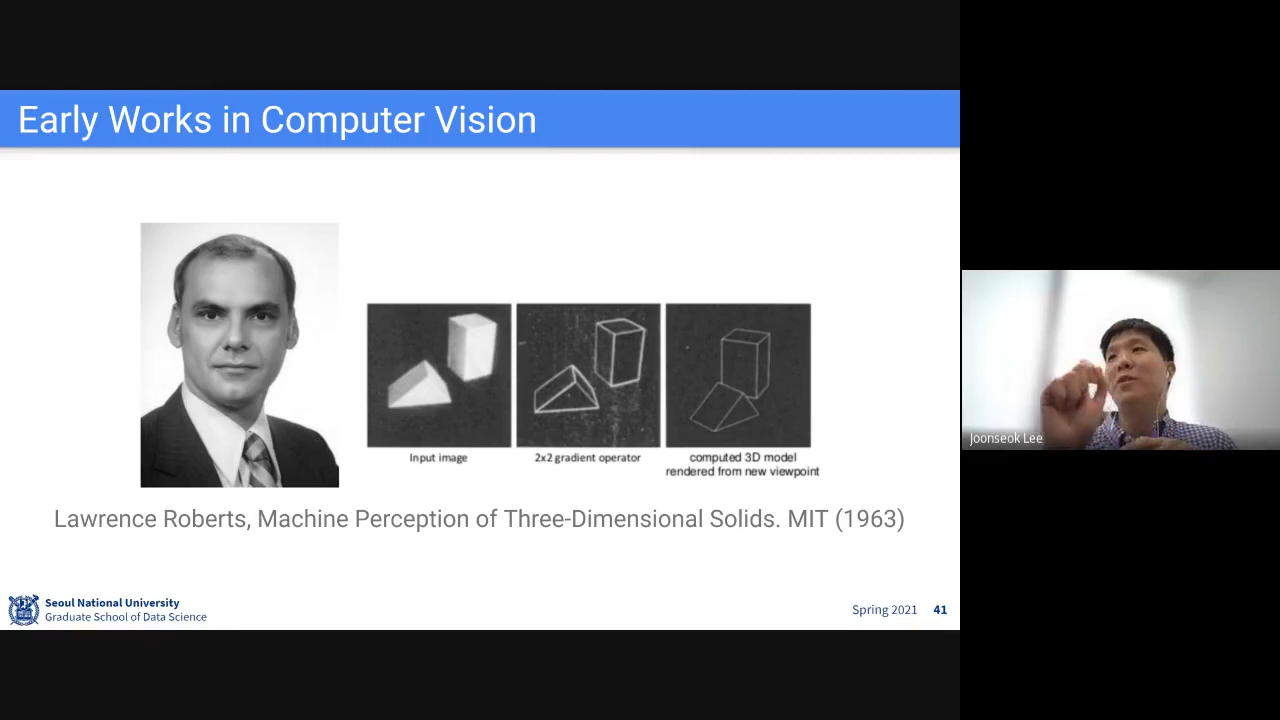 Early Works in Computer Vision
Input image
2x2 gradient operator
computed 3D model
rendered from new viewpoint
Lawrence Roberts, Machine Perception of Three-Dimensional Solids. MIT (1963)
Seoul National University
Graduate School of Data Science
Spring 2021 41
Joonseok Lee